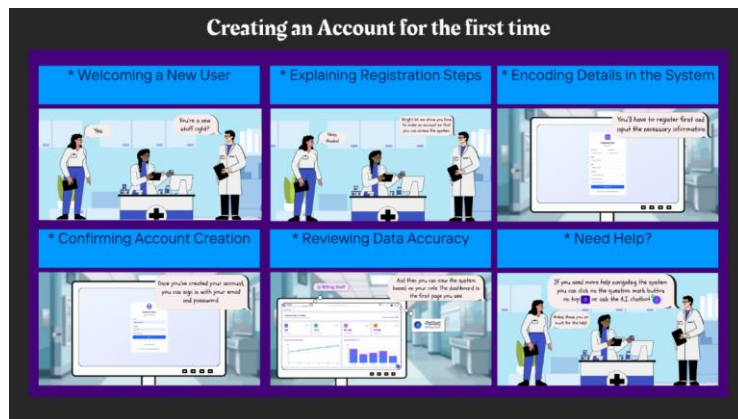 Creating an Account for the first time
* Welcoming a New User
* Explaining Registration Steps
* Encoding Details in the System
Yes
You're a new
staff right?
Okay,
thanks!
Alright let me show you how
to make an account so that
you can access the system.
You'll have to register first and
input the necessary information.
* Confirming Account Creation
* Reviewing Data Accuracy
* Need Help?
Once you've created your account,
you can sign in with your email
and password.
Billing Staff
And then you can view the system
based on your role. The dashboard is
the first page you see.
If you need more help navigating the system
you can click on the question mark button
on top or ask the A.I. chatbot
thank you so
much for the help!